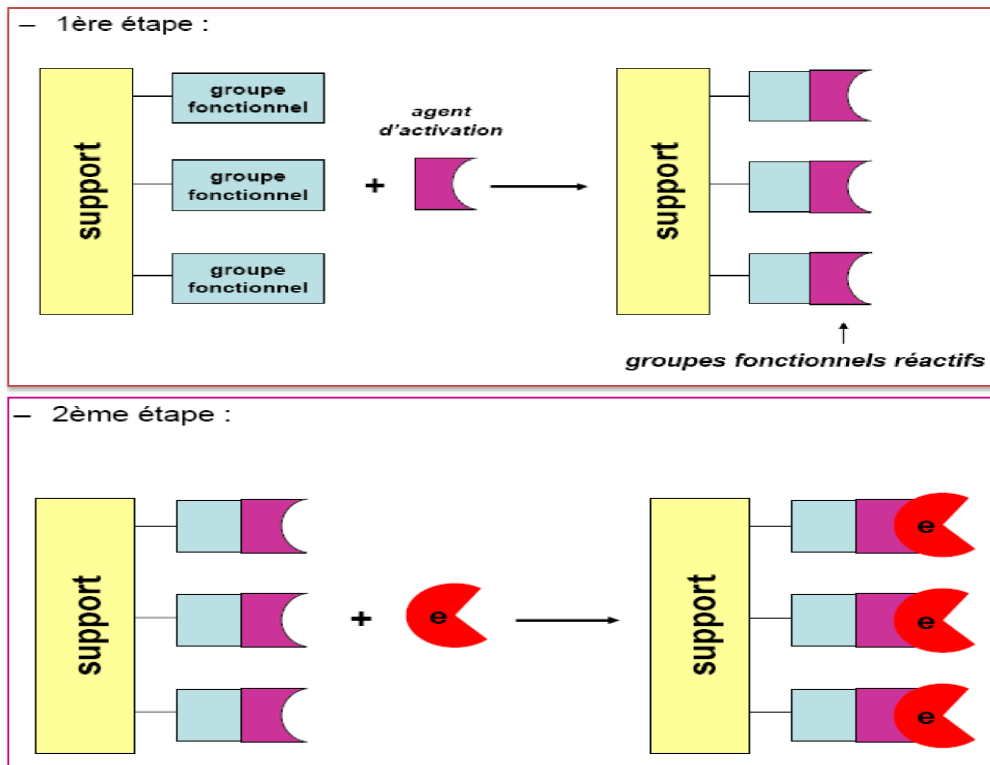 – 1ère étape :
support
groupe
fonctionnel
groupe
fonctionnel
groupe
fonctionnel
+
agent
d'activation
support
groupes fonctionnels réactifs
– 2ème étape :
support
+
e
support
e
e
e